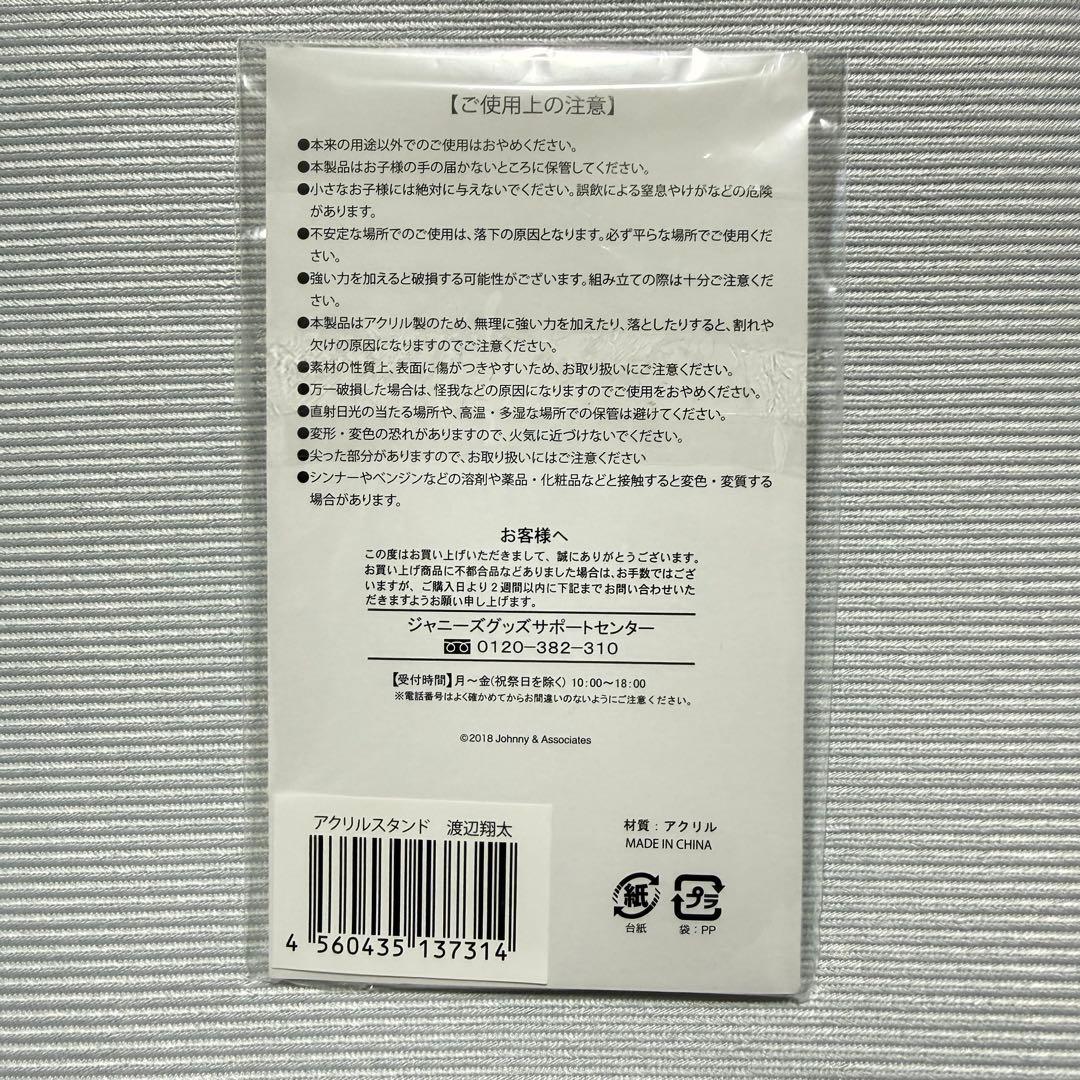 【ご使用上の注意】
●本来の用途以外でのご使用はおやめください。
●本製品はお子様の手の届かないところに保管してください。
●小さなお子様には絶対に与えないでください。誤飲による窒息やけがなどの危険
があります。
●不安定な場所でのご使用は、落下の原因となります。必ず平らな場所でご使用くだ
さい。
●強い力を加えると破損する可能性がございます。組み立ての際は十分ご注意くだ
さい。
●本製品はアクリル製のため、無理に強い力を加えたり、落としたりすると、割れや
欠けの原因になりますのでご注意ください。
●素材の性質上、表面に傷がつきやすいため、お取り扱いにご注意ください。
●万一破損した場合は、怪我などの原因になりますのでご使用をおやめください。
●直射日光の当たる場所や、高温・多湿な場所での保管は避けてください。
●変形・変色の恐れがありますので、火気に近づけないでください。
●尖った部分がありますので、お取り扱いにはご注意ください
●シンナーやベンジンなどの溶剤や薬品・化粧品などと接触すると変色・変質する
場合があります。
お客様へ
この度はお買い上げいただきまして、誠にありがとうございます。
お買い上げ商品に不都合品などありました場合は、お手数ではござ
いますが、ご購入日より2週間以内に下記までお問い合わせいた
だきますようお願い申し上げます。
ジャニーズグッズサポートセンター
0120-382-310
【受付時間】月～金(祝祭日を除く) 10:00～18:00
※電話番号はよく確かめてからお間違いのないようにご注意ください。
©2018 Johnny & Associates
アクリルスタンド　渡辺翔太
4 560435 137314
材質：アクリル
MADE IN CHINA
紙
プラ
台紙
袋：PP